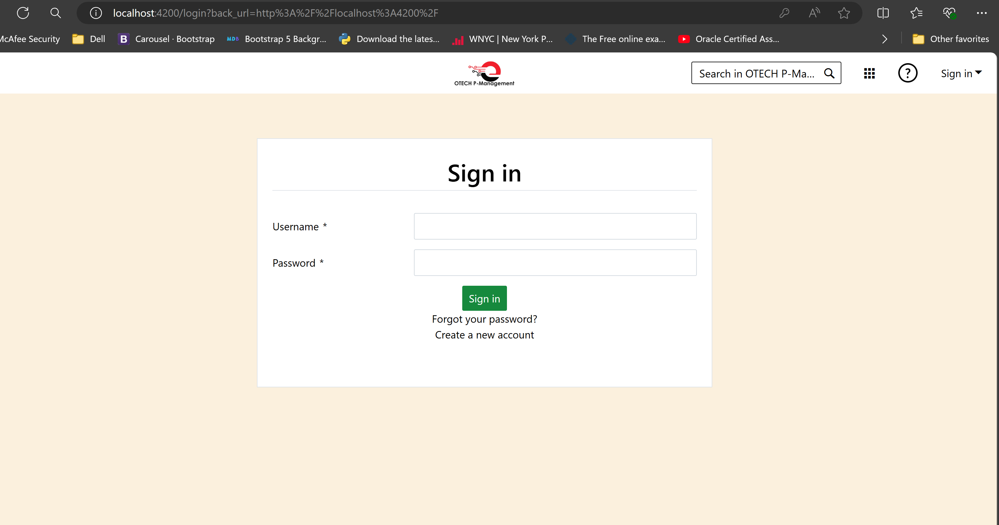 localhost:4200/login?back_url=http%3A%2F%2Flocalhost%3A4200%2F
McAfee Security Dell B Carousel · Bootstrap MDB Bootstrap 5 Backgr... Download the lates... WNYC | New York P... The Free online exa... Oracle Certified Ass... Other favorites
OTECH P-Management
Search in OTECH P-Ma... ? Sign in
Sign in
Username *
Password *
Sign in
Forgot your password?
Create a new account